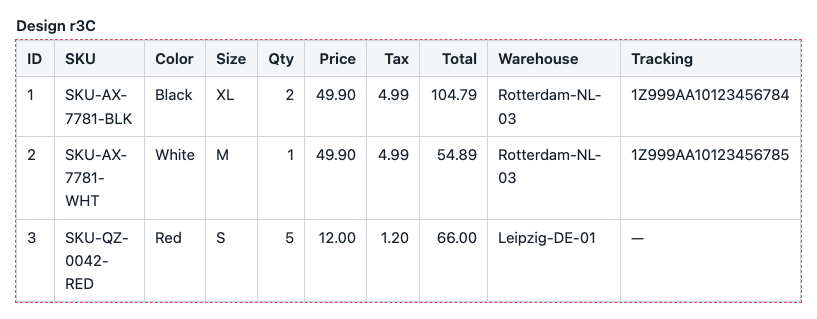 Design r3C
ID SKU Color Size Qty Price Tax Total Warehouse Tracking
1 SKU-AX- Black XL 2 49.90 4.99 104.79 Rotterdam-NL- 1Z999AA10123456784
7781-BLK 03
2 SKU-AX- White M 1 49.90 4.99 54.89 Rotterdam-NL- 1Z999AA10123456785
7781- 03
WHT
3 SKU-QZ- Red S 5 12.00 1.20 66.00 Leipzig-DE-01 —
0042-
RED